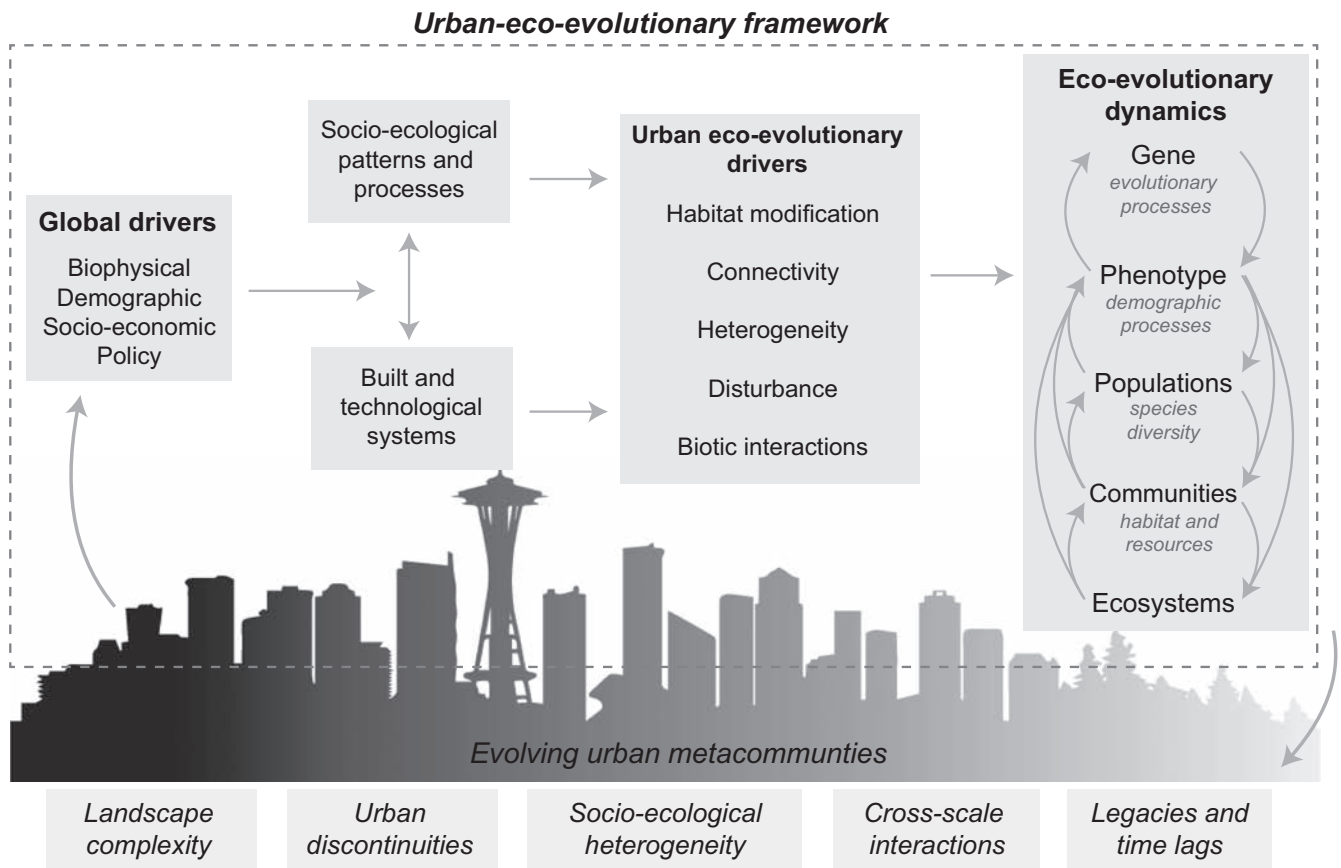 Urban-eco-evolutionary framework
Global drivers
Biophysical
Demographic
Socio-economic
Policy
Socio-ecological
patterns and
processes
Built and
technological
systems
Urban eco-evolutionary
drivers
Habitat modification
Connectivity
Heterogeneity
Disturbance
Biotic interactions
Eco-evolutionary
dynamics
Gene
evolutionary
processes
Phenotype
demographic
processes
Populations
species
diversity
Communities
habitat and
resources
Ecosystems
Evolving urban metacommunties
Landscape
complexity
Urban
discontinuities
Socio-ecological
heterogeneity
Cross-scale
interactions
Legacies and
time lags